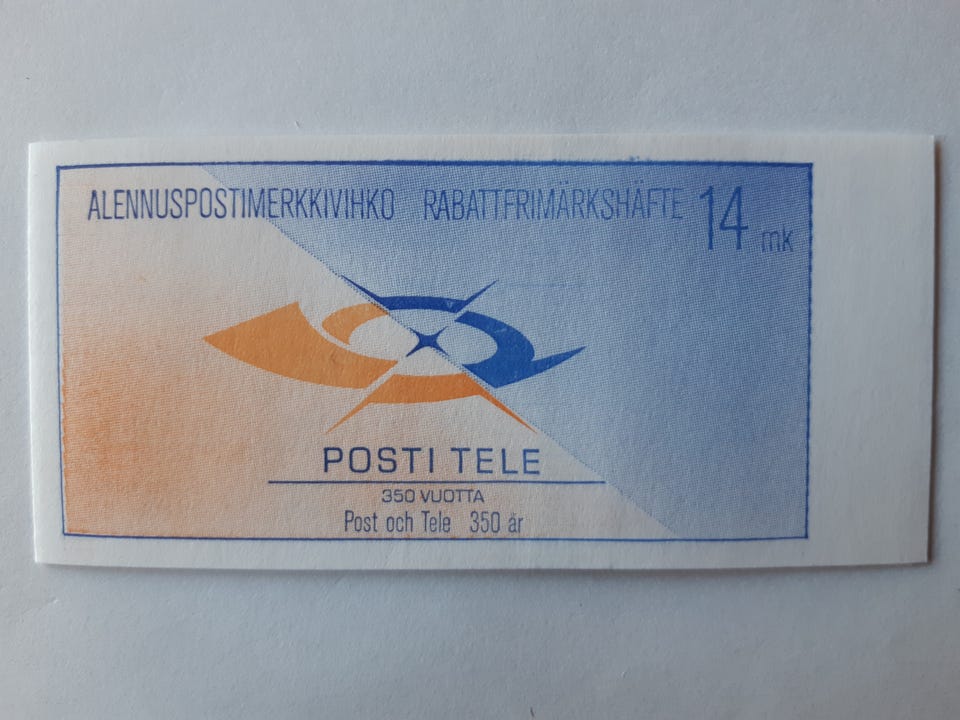 ALENNUSPOSTIMERKKIVIHKO RABATTFRIMÄRKSHÄFTE 14 mk
POSTI TELE
350 VUOTTA
Post och Tele 350 år